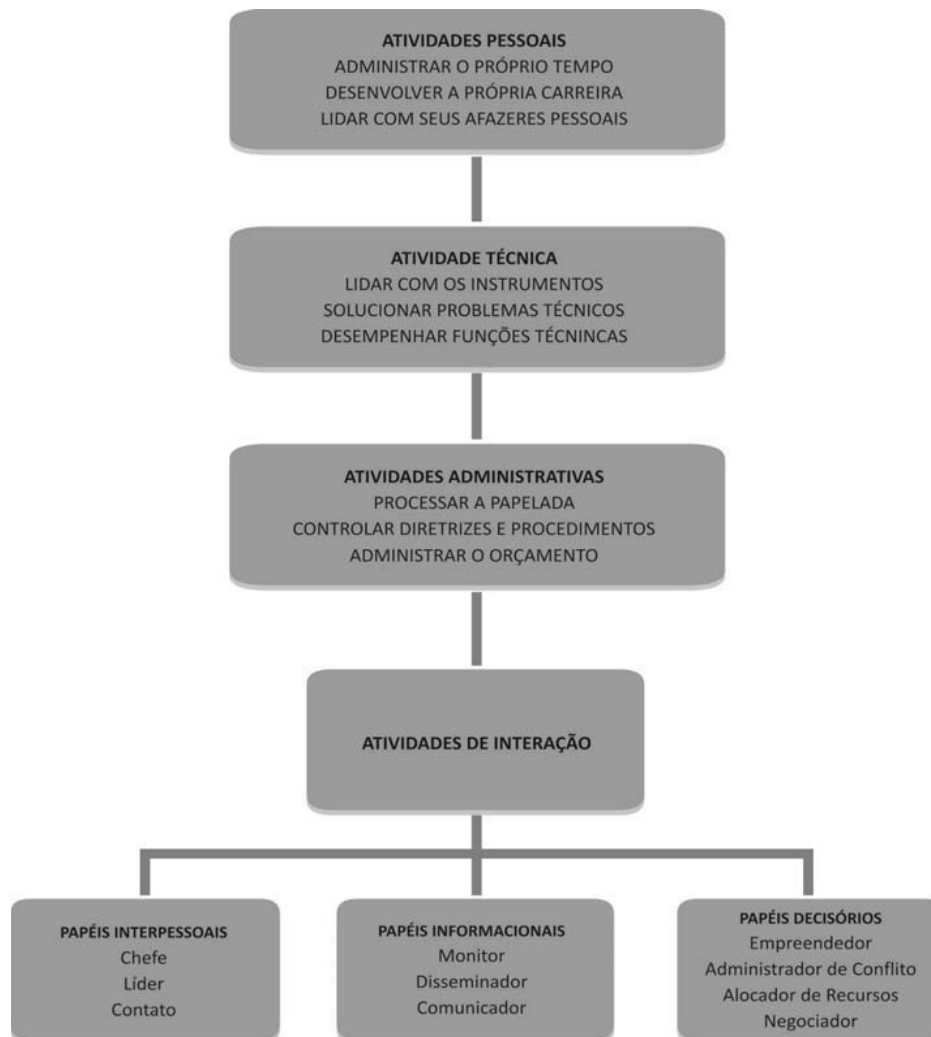 ATIVIDADES PESSOAIS
ADMINISTRAR O PRÓPRIO TEMPO
DESENVOLVER A PRÓPRIA CARREIRA
LIDAR COM SEUS AFAZERES PESSOAIS
ATIVIDADE TÉCNICA
LIDAR COM OS INSTRUMENTOS
SOLUCIONAR PROBLEMAS TÉCNICOS
DESEMPENHAR FUNÇÕES TÉCNINCAS
ATIVIDADES ADMINISTRATIVAS
PROCESSAR A PAPELADA
CONTROLAR DIRETRIZES E PROCEDIMENTOS
ADMINISTRAR O ORÇAMENTO
ATIVIDADES DE INTERAÇÃO
PAPÉIS INTERPESSOAIS
Chefe
Líder
Contato
PAPÉIS INFORMACIONAIS
Monitor
Disseminador
Comunicador
PAPÉIS DECISÓRIOS
Empreendedor
Administrador de Conflito
Alocador de Recursos
Negociador